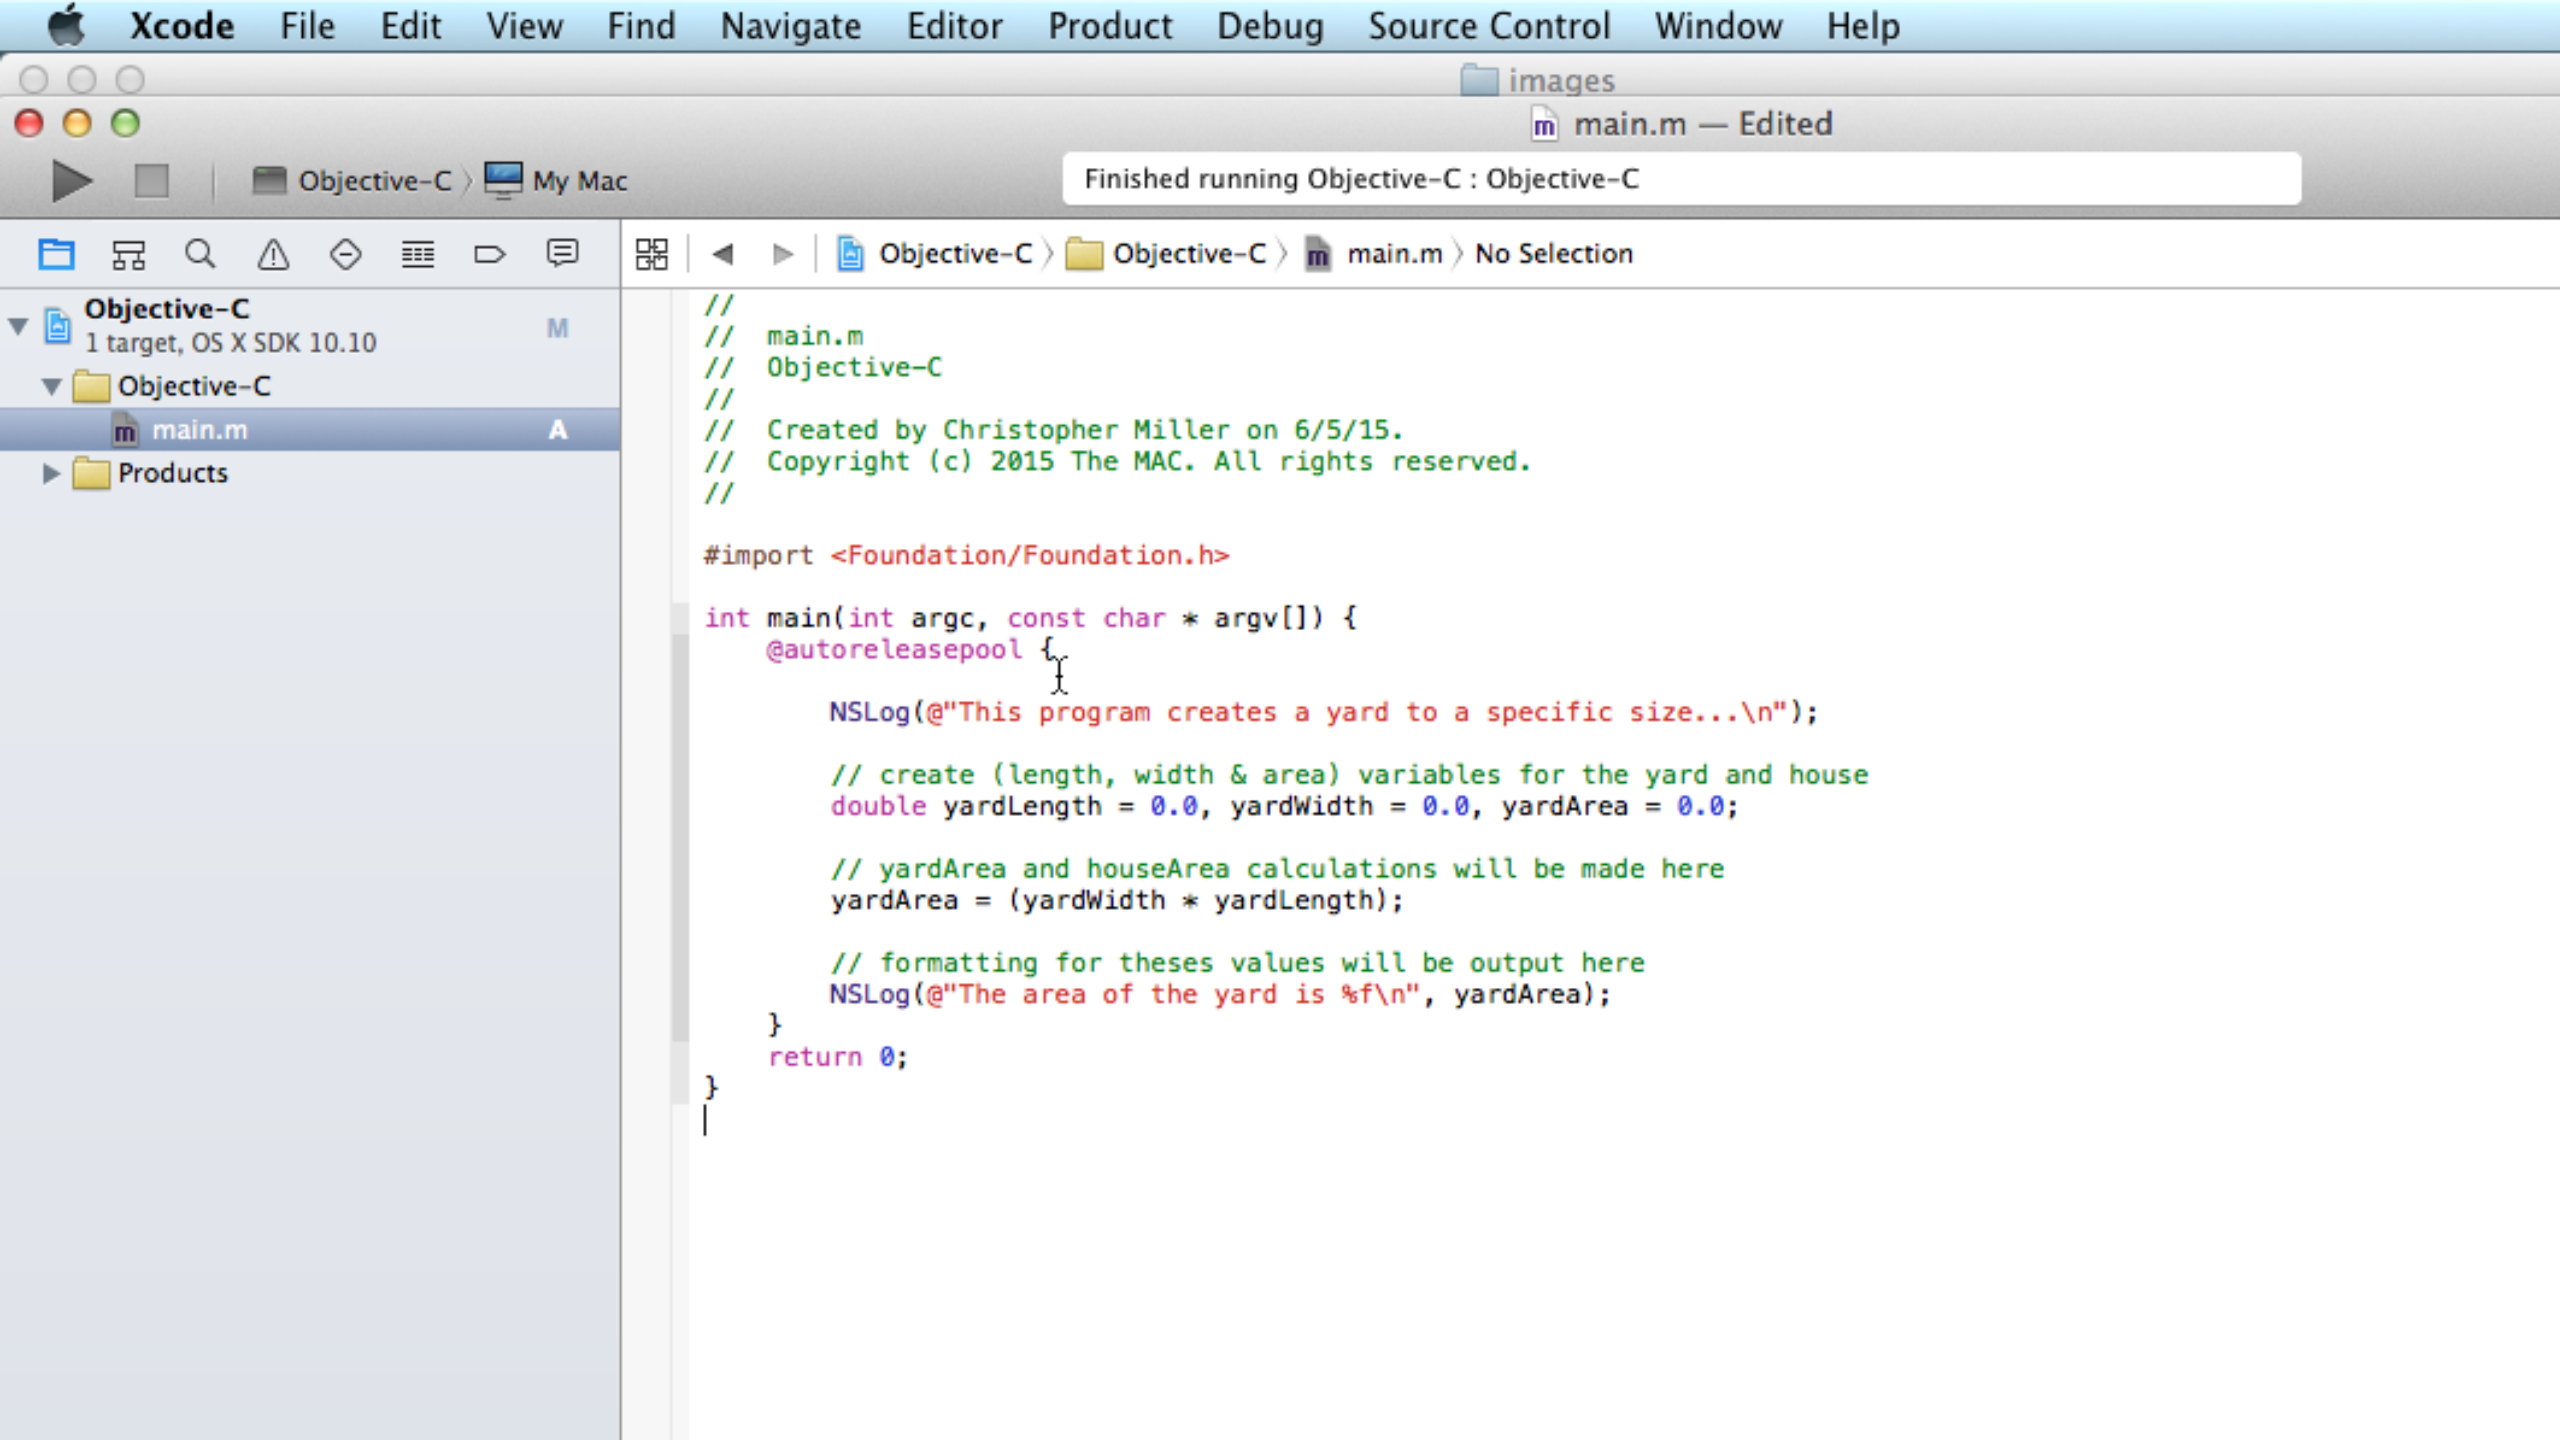 Xcode File Edit View Find Navigate Editor Product Debug Source Control Window Help
images
main.m — Edited
Objective-C My Mac
Finished running Objective-C : Objective-C
Objective-C Objective-C main.m No Selection
Objective-C
1 target, OS X SDK 10.10
M
Objective-C
main.m
A
Products
//
//  main.m
//  Objective-C
//
//  Created by Christopher Miller on 6/5/15.
//  Copyright (c) 2015 The MAC. All rights reserved.
//
#import <Foundation/Foundation.h>
int main(int argc, const char * argv[]) {
    @autoreleasepool {
        NSLog(@"This program creates a yard to a specific size...\n");
        // create (length, width & area) variables for the yard and house
        double yardLength = 0.0, yardWidth = 0.0, yardArea = 0.0;
        // yardArea and houseArea calculations will be made here
        yardArea = (yardWidth * yardLength);
        // formatting for theses values will be output here
        NSLog(@"The area of the yard is %f\n", yardArea);
    }
    return 0;
}